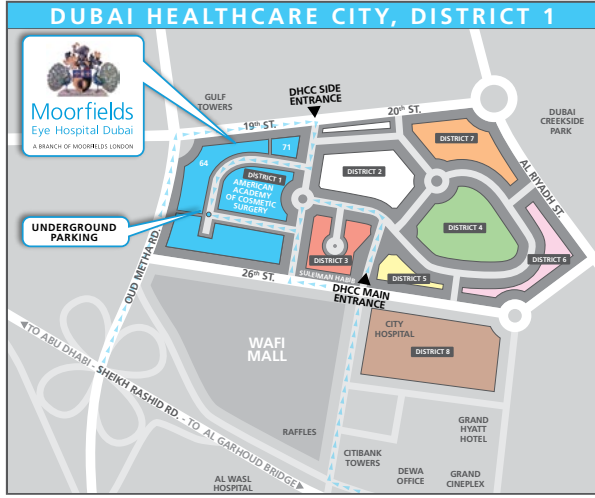 DUBAI HEALTHCARE CITY, DISTRICT 1
Moorfields
Eye Hospital Dubai
A BRANCH OF MOORFIELDS LONDON
GULF
TOWERS
DHCC SIDE
ENTRANCE
20th ST.
19th ST.
DUBAI
CREEKSIDE
PARK
DISTRICT 7
71
64
DISTRICT 1
AMERICAN
ACADEMY
OF COSMETIC
SURGERY
DISTRICT 2
AL RIYADH ST.
UNDERGROUND
PARKING
DISTRICT 4
OUD METHA RD.
DISTRICT 3
SULEIMAN HABIB
DISTRICT 6
26th ST.
DISTRICT 5
DHCC MAIN
ENTRANCE
WAFI
MALL
CITY
HOSPITAL
DISTRICT 8
TO ABU DHABI - SHEIKH RASHID RD. - TO AL GARHOUD BRIDGE
RAFFLES
GRAND
HYATT
HOTEL
CITIBANK
TOWERS
AL WASL
HOSPITAL
DEWA
OFFICE
GRAND
CINEPLEX